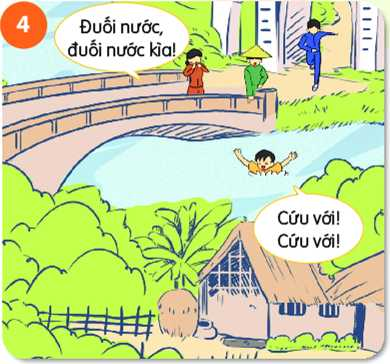 4
Đuối nước,
đuối nước kìa!
Cứu với!
Cứu với!